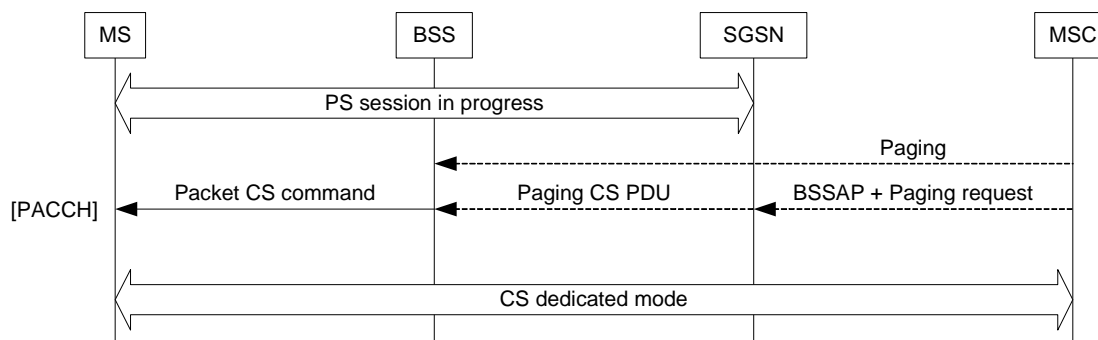 MS
BSS
SGSN
MSC
PS session in progress
Paging
[PACCH]
Packet CS command
Paging CS PDU
BSSAP + Paging request
CS dedicated mode